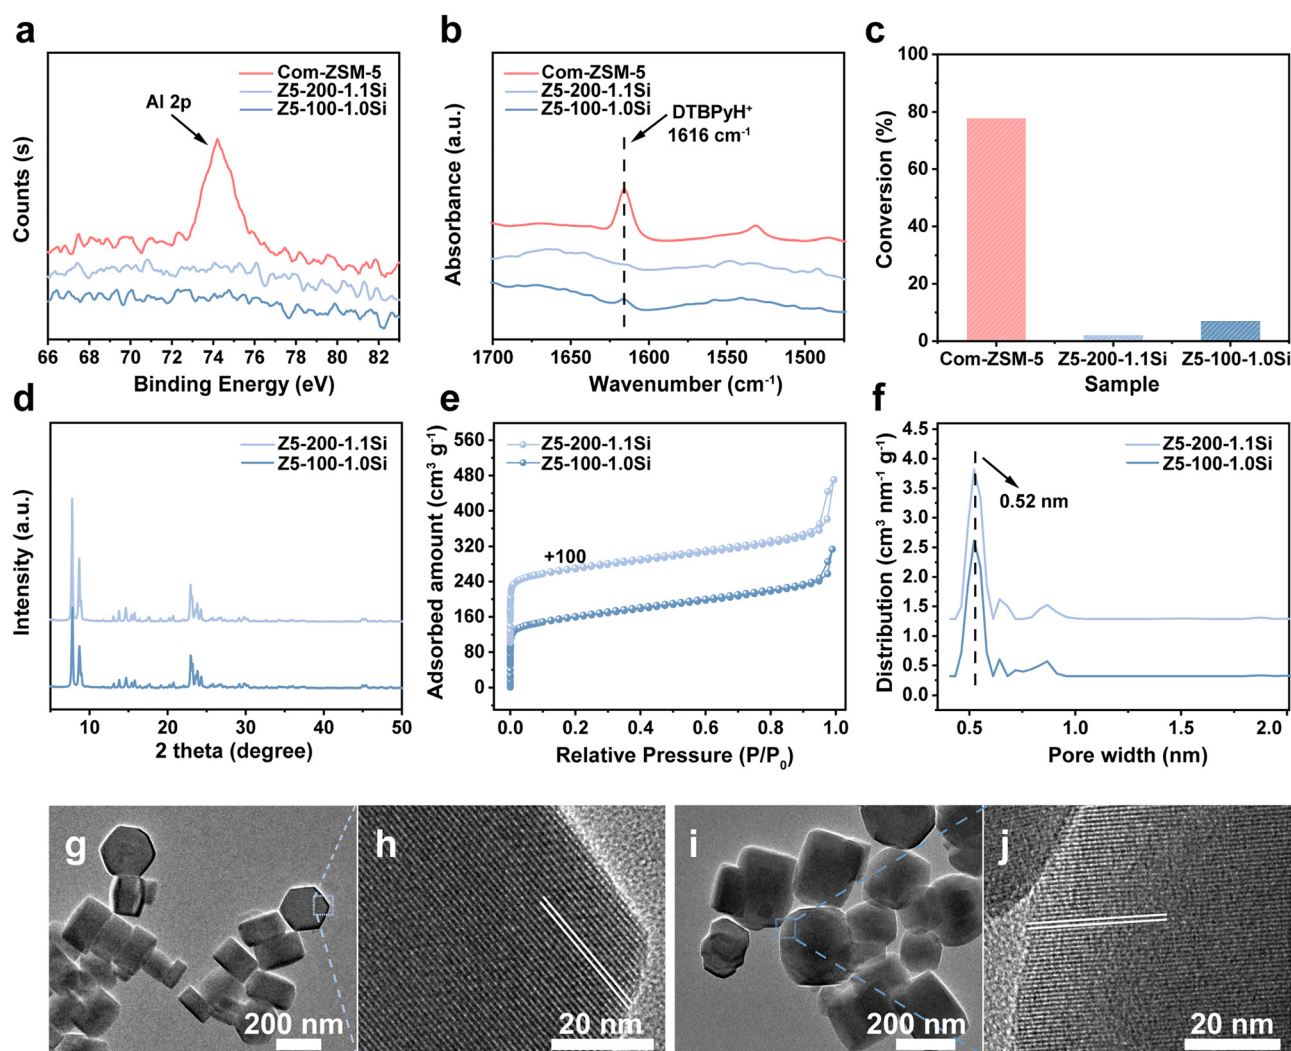 a
Com-ZSM-5
Z5-200-1.1Si
Z5-100-1.0Si
Al 2p
Counts (s)
66 68 70 72 74 76 78 80 82
Binding Energy (eV)
b
Com-ZSM-5
Z5-200-1.1Si
Z5-100-1.0Si
DTBPyH⁺
1616 cm⁻¹
Absorbance (a.u.)
1700 1650 1600 1550 1500
Wavenumber (cm⁻¹)
c
100
80
60
40
20
0
Conversion (%)
Com-ZSM-5 Z5-200-1.1Si Z5-100-1.0Si
Sample
d
Z5-200-1.1Si
Z5-100-1.0Si
Intensity (a.u.)
10 20 30 40 50
2 theta (degree)
e
Z5-200-1.1Si
Z5-100-1.0Si
560
480
400
320
240
160
80
0
+100
Adsorbed amount (cm³ g⁻¹)
0.0 0.2 0.4 0.6 0.8 1.0
Relative Pressure (P/P₀)
f
Z5-200-1.1Si
Z5-100-1.0Si
4.5
4.0
3.5
2.5
2.0
1.5
1.0
0.5
0.0
0.52 nm
Distribution (cm³ nm⁻¹ g⁻¹)
0.5 1.0 1.5 2.0
Pore width (nm)
g
200 nm
h
20 nm
i
200 nm
j
20 nm